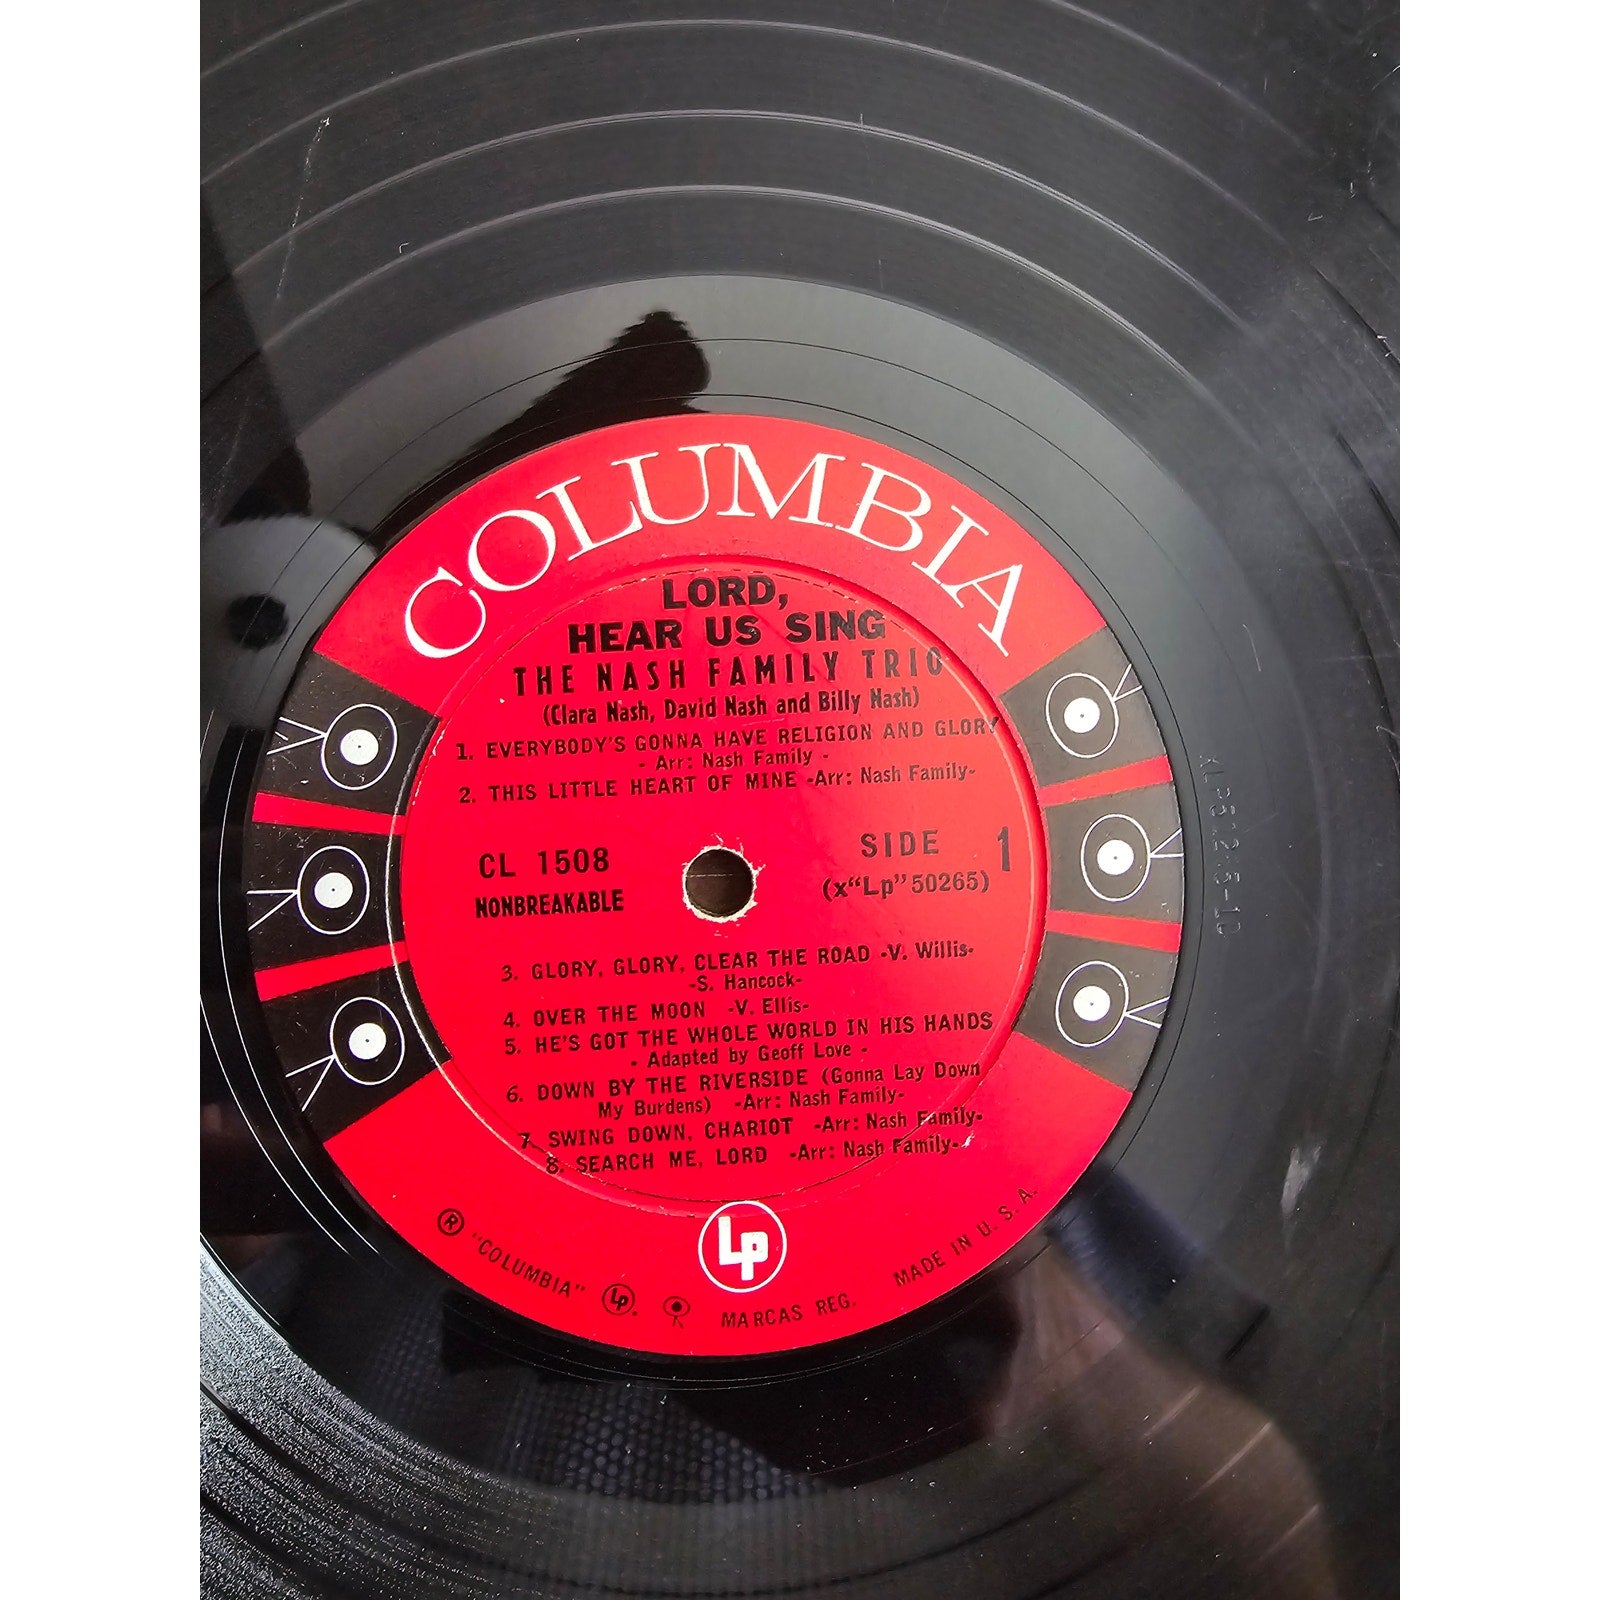 COLUMBIA
LORD,
HEAR US SING
THE NASH FAMILY TRIO
(Clara Nash, David Nash and Billy Nash)
1. EVERYBODY'S GONNA HAVE RELIGION AND GLORY
- Arr: Nash Family -
2. THIS LITTLE HEART OF MINE -Arr: Nash Family-
CL 1508
NONBREAKABLE
SIDE 1
(x“Lp”50265)
3. GLORY, GLORY, CLEAR THE ROAD -V. Willis-
-S. Hancock-
4. OVER THE MOON -V. Ellis-
5. HE'S GOT THE WHOLE WORLD IN HIS HANDS
- Adapted by Geoff Love -
6. DOWN BY THE RIVERSIDE (Gonna Lay Down
My Burdens) -Arr: Nash Family-
7. SWING DOWN, CHARIOT -Arr: Nash Family-
8. SEARCH ME, LORD -Arr: Nash Family-
Lp
® "COLUMBIA" Lp MARCAS REG. MADE IN U. S. A.